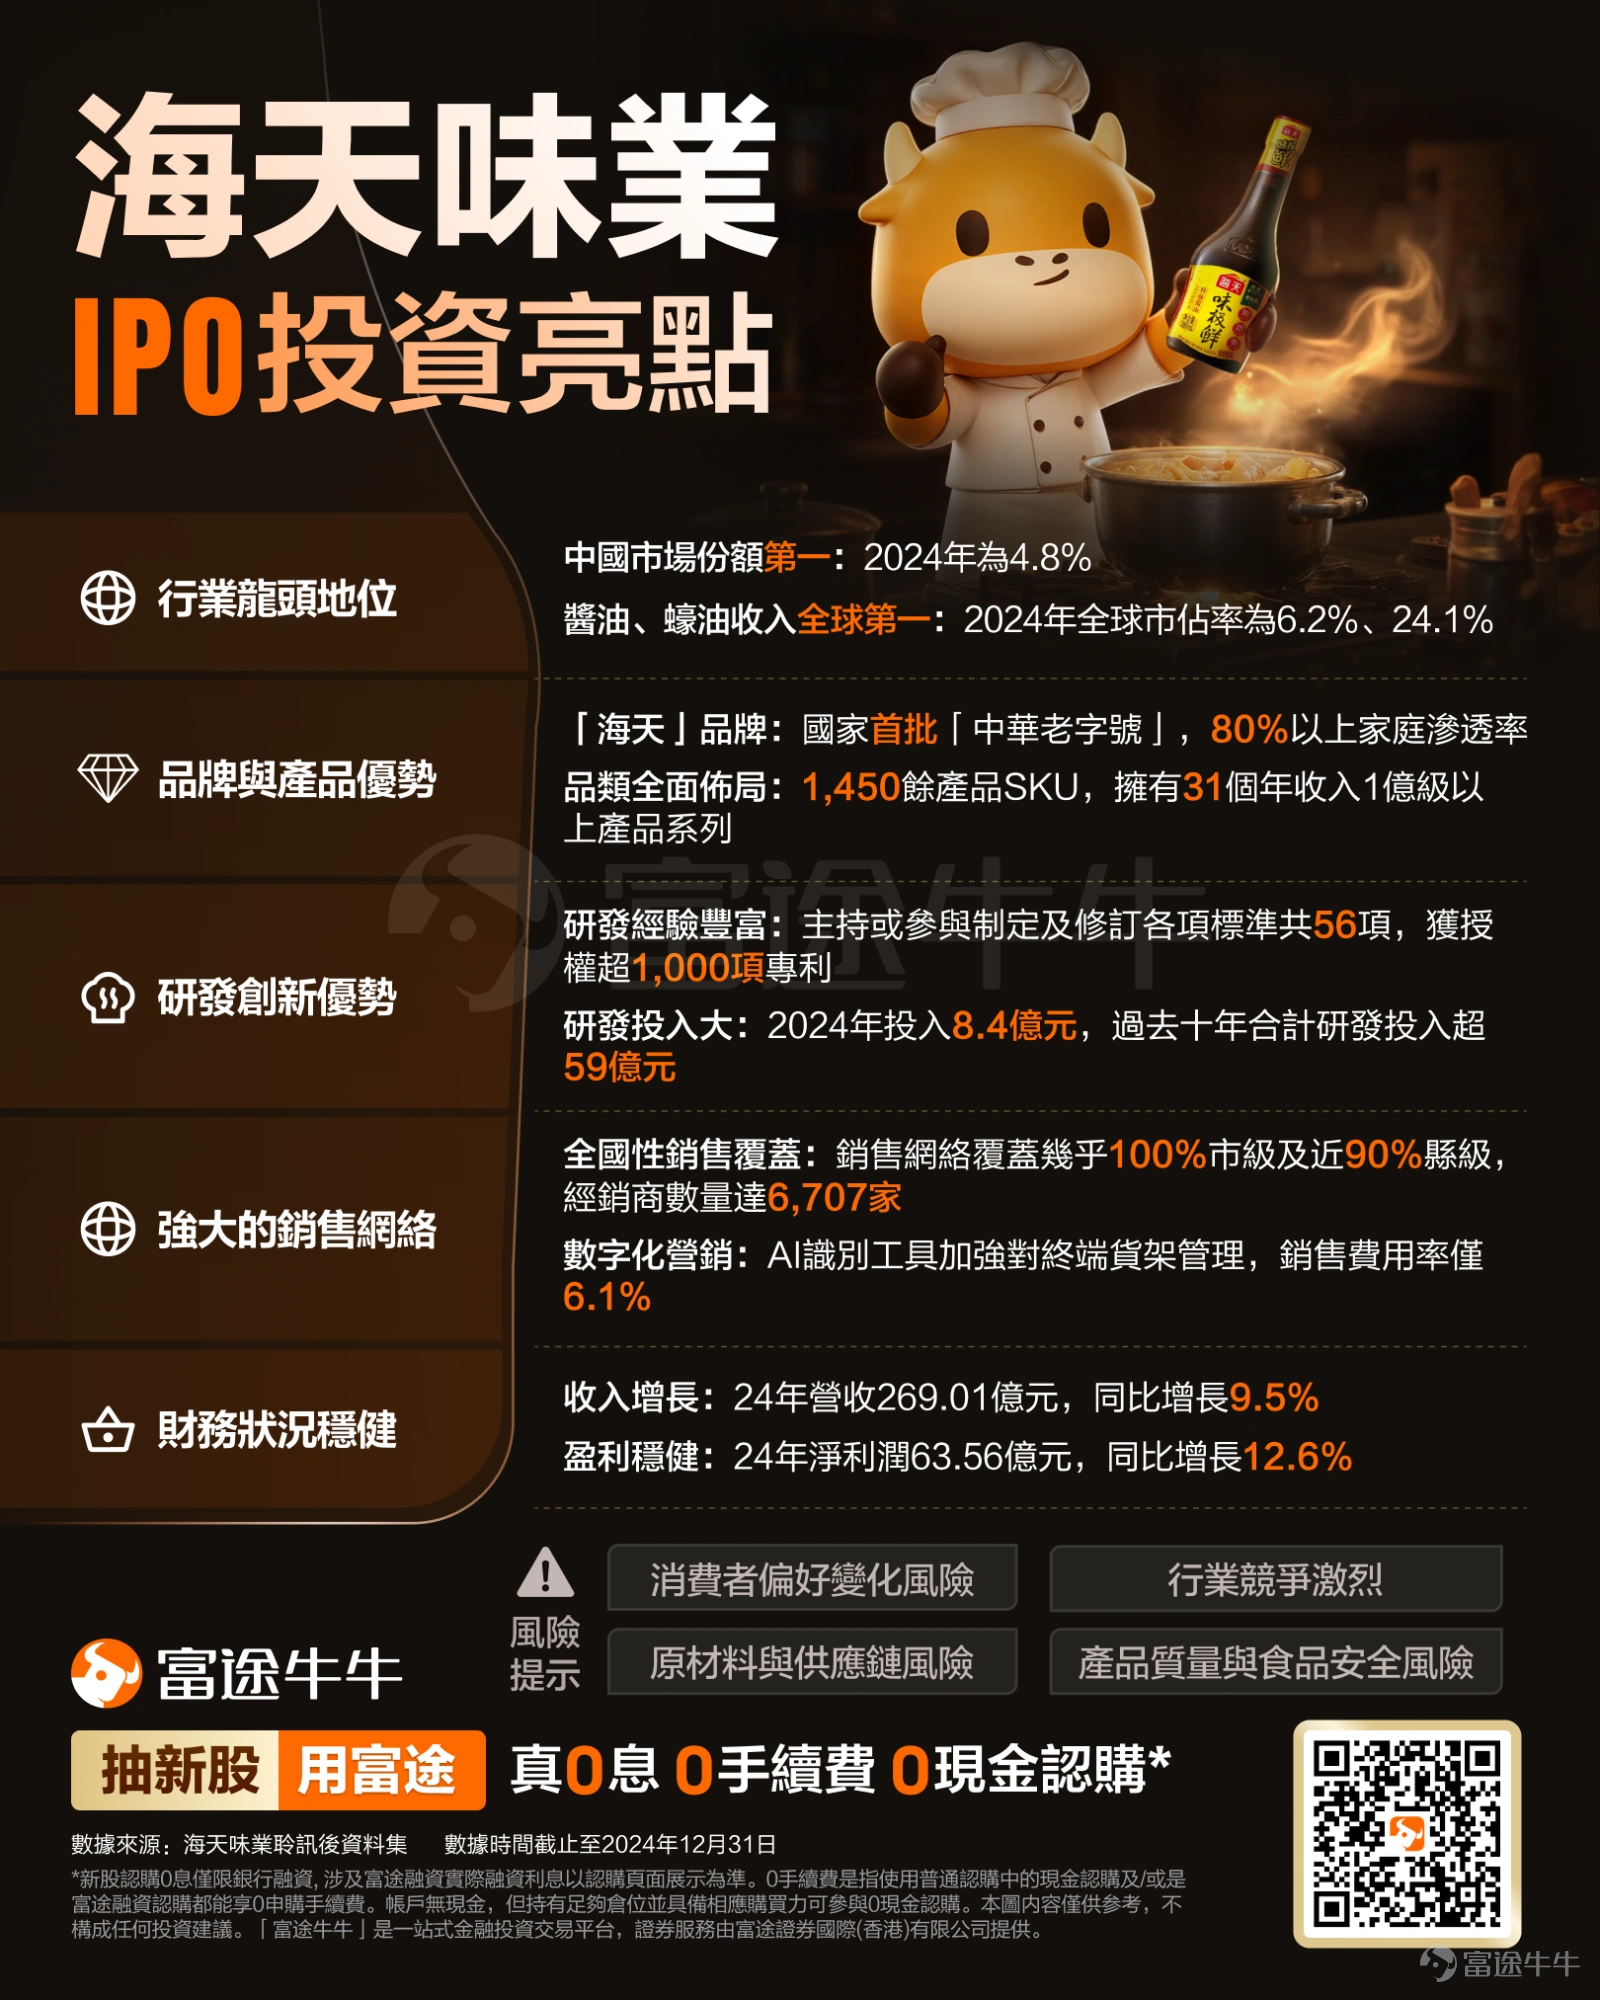 海天味業
IPO投資亮點
海天
味极鲜
行業龍頭地位
中國市場份額第一：2024年為4.8%
醬油、蠔油收入全球第一：2024年全球市佔率為6.2%、24.1%
品牌與產品優勢
「海天」品牌：國家首批「中華老字號」，80%以上家庭滲透率
品類全面佈局：1,450餘產品SKU，擁有31個年收入1億級以
上產品系列
研發創新優勢
研發經驗豐富：主持或參與制定及修訂各項標準共56項，獲授
權超1,000項專利
研發投入大：2024年投入8.4億元，過去十年合計研發投入超
59億元
強大的銷售網絡
全國性銷售覆蓋：銷售網絡覆蓋幾乎100%市級及近90%縣級，
經銷商數量達6,707家
數字化營銷：AI識別工具加強對終端貨架管理，銷售費用率僅
6.1%
財務狀況穩健
收入增長：24年營收269.01億元，同比增長9.5%
盈利穩健：24年淨利潤63.56億元，同比增長12.6%
富途牛牛
風險
提示
消費者偏好變化風險
行業競爭激烈
原材料與供應鏈風險
產品質量與食品安全風險
富途牛牛
抽新股 用富途 真0息 0手續費 0現金認購*
數據來源：海天味業聆訊後資料集 數據時間截止至2024年12月31日
*新股認購0息僅限銀行融資, 涉及富途融資實際融資利息以認購頁面展示為準。0手續費是指使用普通認購中的現金認購及/或是
富途融資認購都能享0申購手續費。帳戶無現金，但持有足夠倉位並具備相應購買力可參與0現金認購。本圖內容僅供参考，不
構成任何投資建議。「富途牛牛」是一站式金融投資交易平台，證券服務由富途證券國際(香港)有限公司提供。
富途牛牛